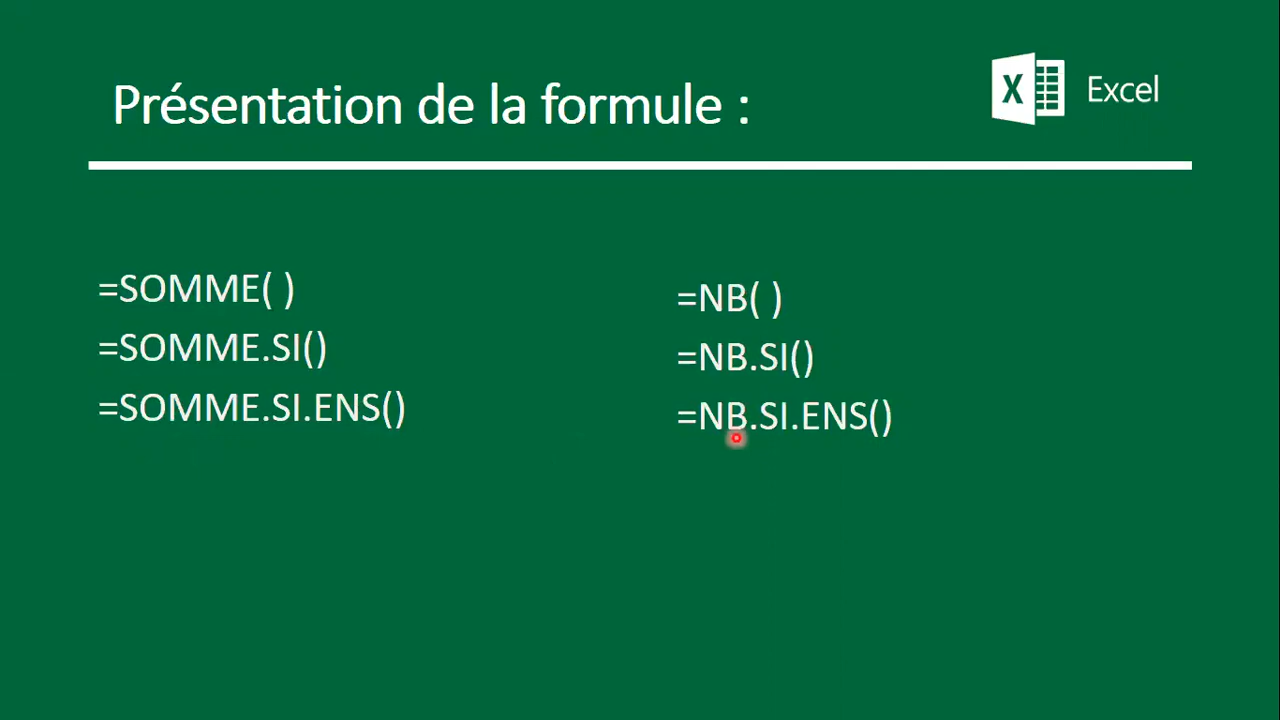 Présentation de la formule :
X Excel
=SOMME( )
=SOMME.SI()
=SOMME.SI.ENS()
=NB( )
=NB.SI()
=NB.SI.ENS()